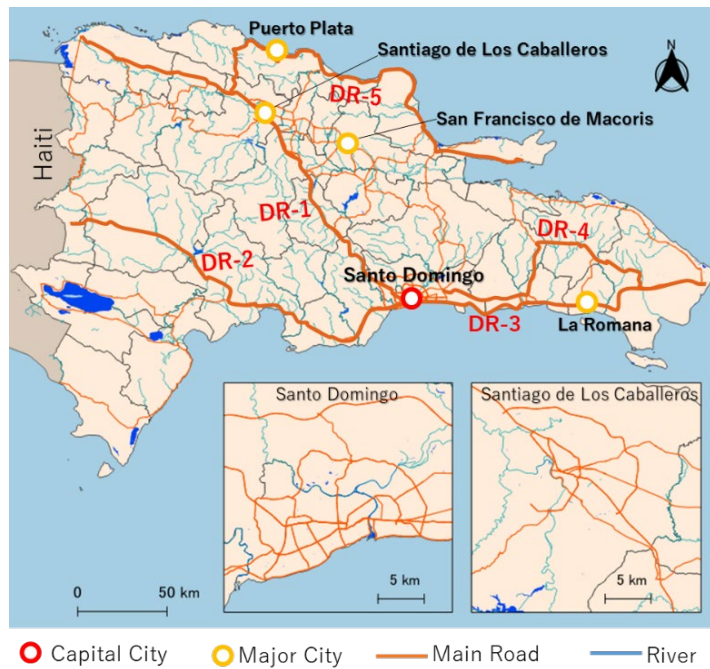 Puerto Plata
N
Santiago de Los Caballeros
DR-5
San Francisco de Macoris
Haiti
DR-1
DR-4
DR-2
Santo Domingo
DR-3
La Romana
Santo Domingo
Santiago de Los Caballeros
0 50 km
5 km
5 km
Capital City
Major City
Main Road
River